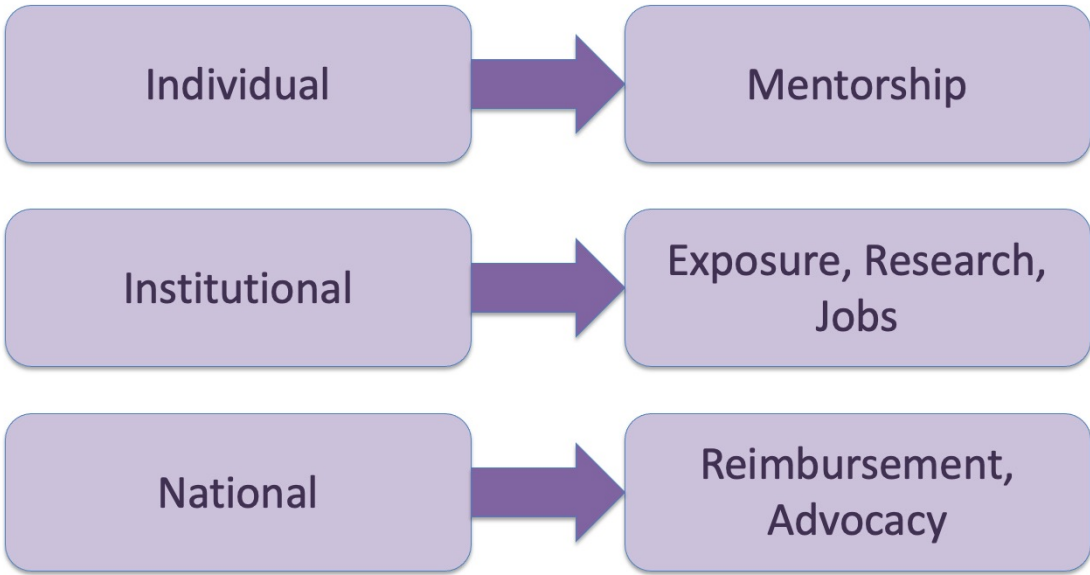 Individual
Mentorship
Institutional
Exposure, Research,
Jobs
National
Reimbursement,
Advocacy